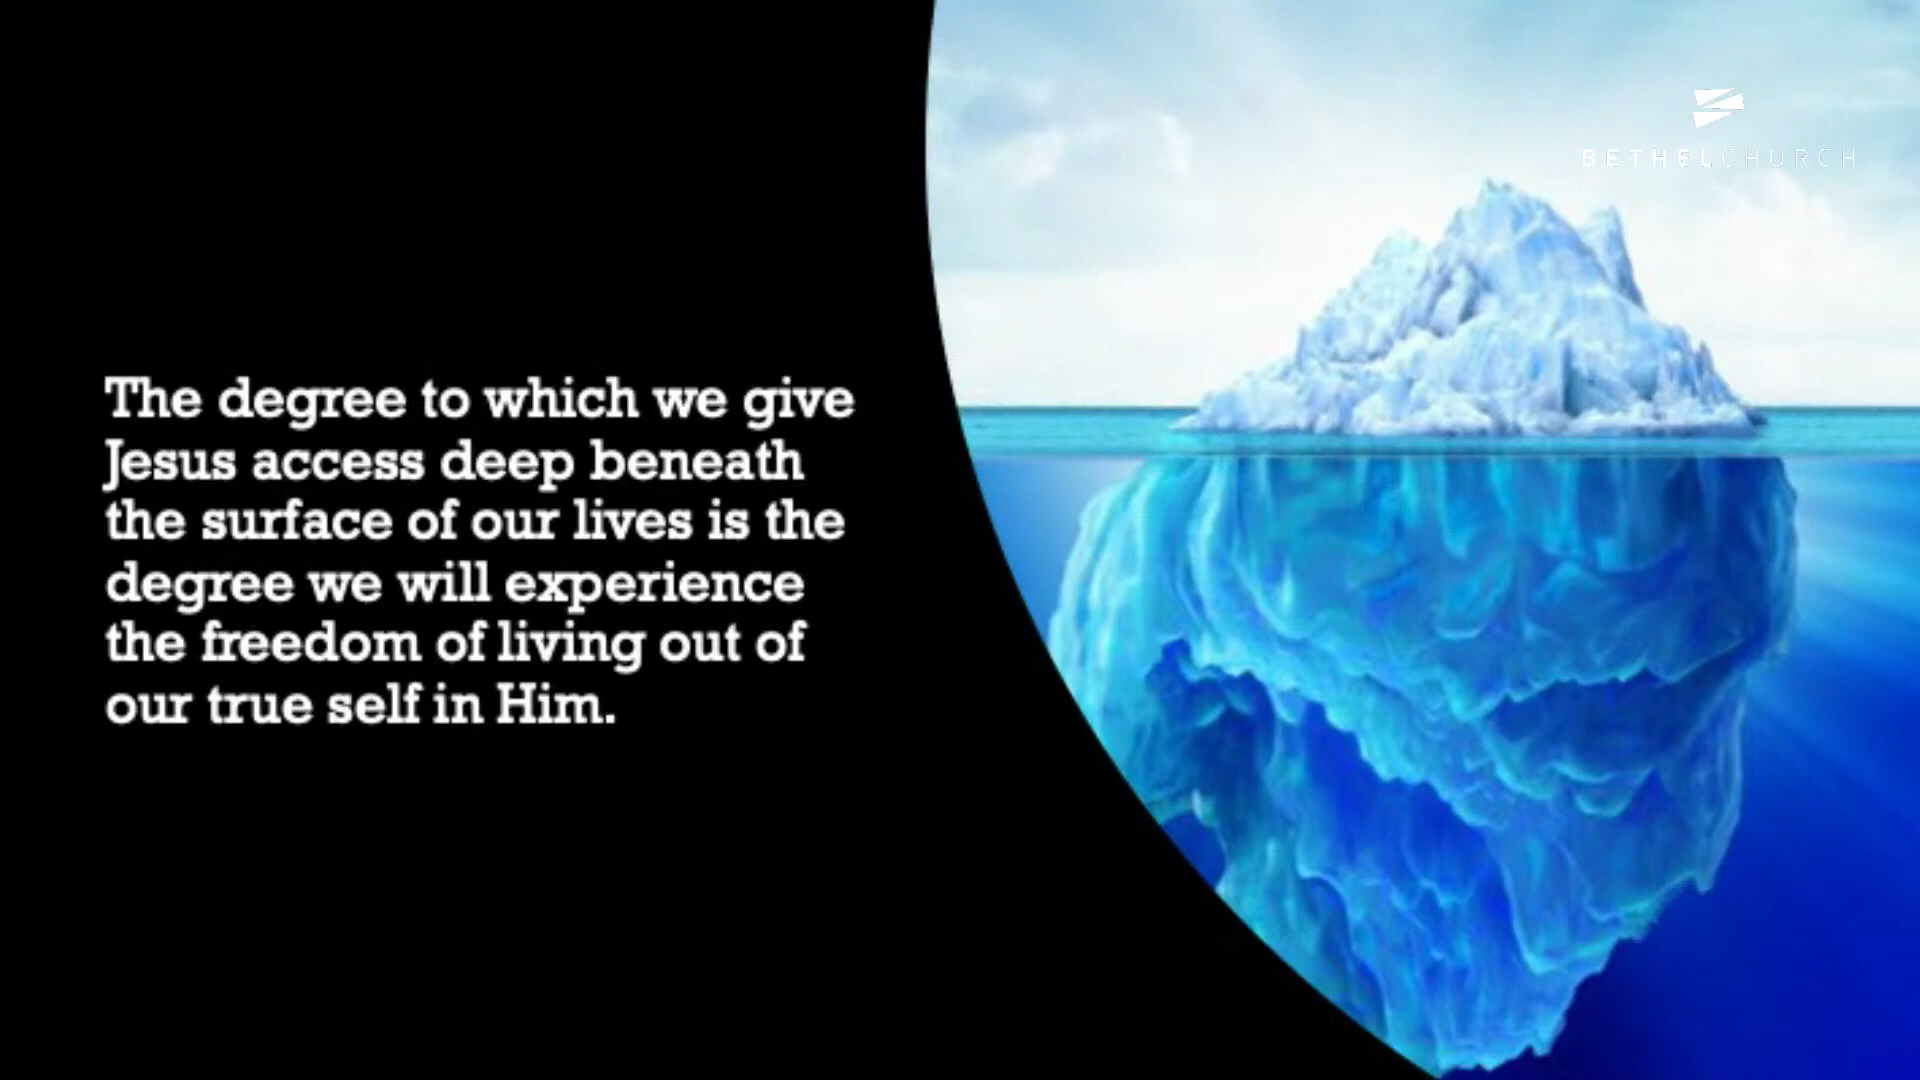 BETHELCHURCH
The degree to which we give
Jesus access deep beneath
the surface of our lives is the
degree we will experience
the freedom of living out of
our true self in Him.